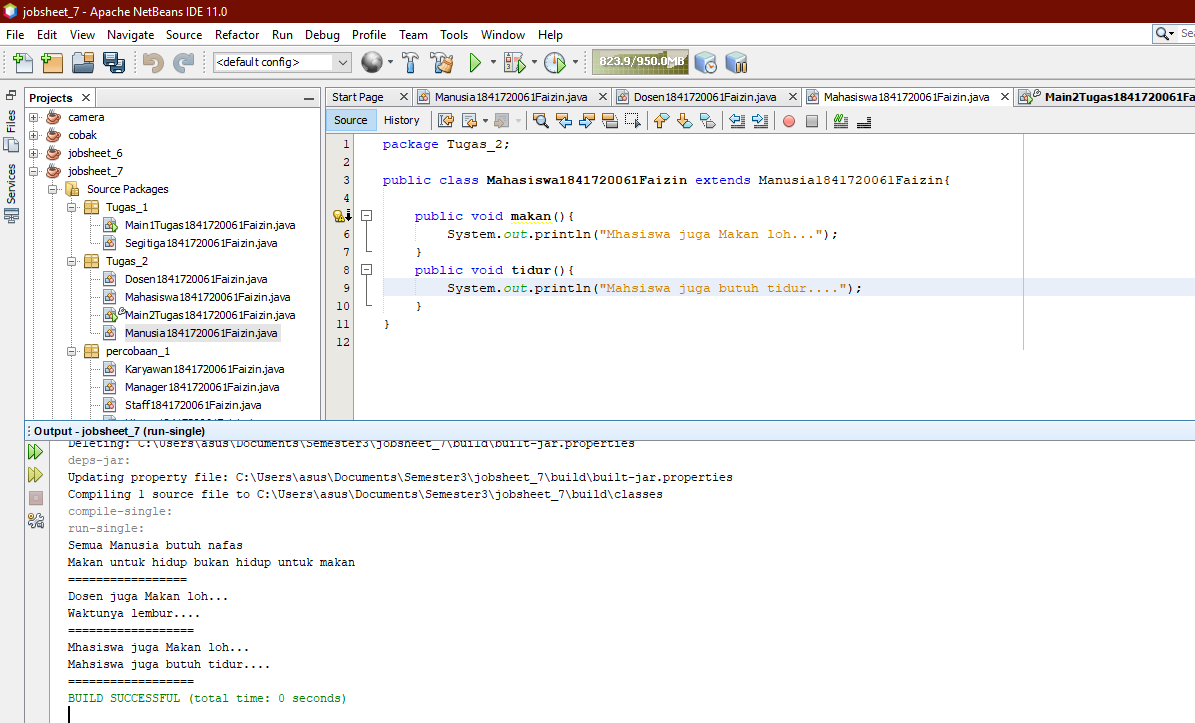 jobsheet_7 - Apache NetBeans IDE 11.0
File Edit View Navigate Source Refactor Run Debug Profile Team Tools Window Help
<default config> 823.9/950.0MB
Projects
Files
Services
camera
cobak
jobsheet_6
jobsheet_7
Source Packages
Tugas_1
Main1Tugas1841720061Faizin.java
Segitiga1841720061Faizin.java
Tugas_2
Dosen1841720061Faizin.java
Mahasiswa1841720061Faizin.java
Main2Tugas1841720061Faizin.java
Manusia1841720061Faizin.java
percobaan_1
Karyawan1841720061Faizin.java
Manager1841720061Faizin.java
Staff1841720061Faizin.java
Start Page Manusia1841720061Faizin.java Dosen1841720061Faizin.java Mahasiswa1841720061Faizin.java Main2Tugas1841720061Fa
Source History
1 package Tugas_2;
2
3 public class Mahasiswa1841720061Faizin extends Manusia1841720061Faizin{
4
public void makan(){
6 System.out.println("Mhasiswa juga Makan loh...");
7 }
8 public void tidur(){
9 System.out.println("Mahsiswa juga butuh tidur....");
10 }
11 }
12
Output - jobsheet_7 (run-single)
Deleting: C:\Users\asus\Documents\Semester3\jobsheet_7\build\built-jar.properties
deps-jar:
Updating property file: C:\Users\asus\Documents\Semester3\jobsheet_7\build\built-jar.properties
Compiling 1 source file to C:\Users\asus\Documents\Semester3\jobsheet_7\build\classes
compile-single:
run-single:
Semua Manusia butuh nafas
Makan untuk hidup bukan hidup untuk makan
=================
Dosen juga Makan loh...
Waktunya lembur....
==================
Mhasiswa juga Makan loh...
Mahsiswa juga butuh tidur....
==================
BUILD SUCCESSFUL (total time: 0 seconds)